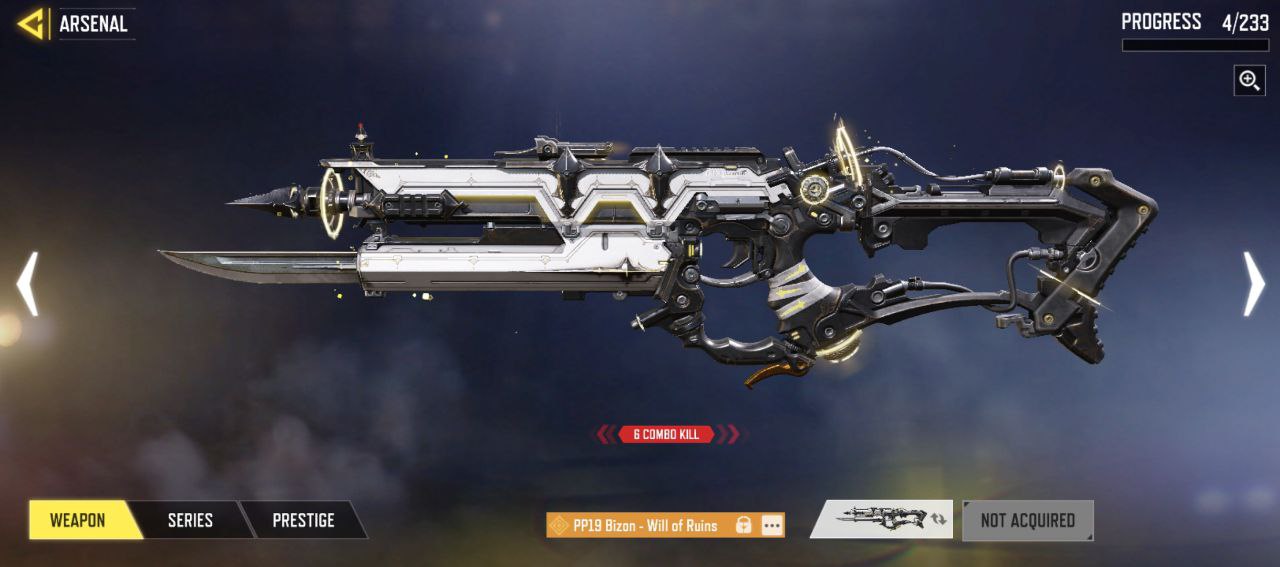 ARSENAL
PROGRESS 4/233
6 COMBO KILL
WEAPON
SERIES
PRESTIGE
PP19 Bizon - Will of Ruins
NOT ACQUIRED